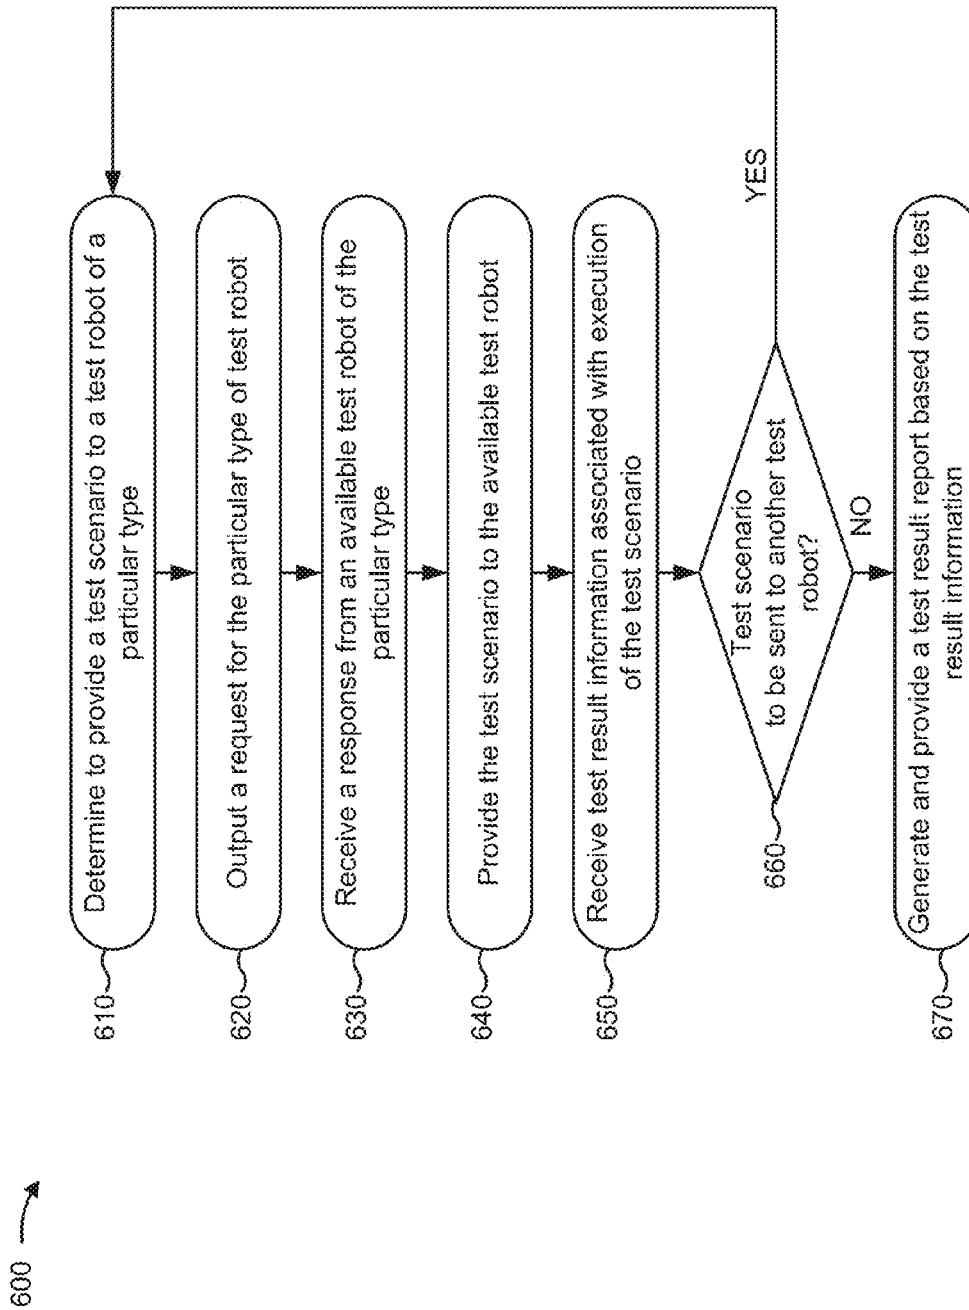 600
610
Determine to provide a test scenario to a test robot of a
particular type
620
Output a request for the particular type of test robot
630
Receive a response from an available test robot of the
particular type
640
Provide the test scenario to the available test robot
650
Receive test result information associated with execution
of the test scenario
660
Test scenario
to be sent to another test
robot?
YES
NO
670
Generate and provide a test result report based on the test
result information